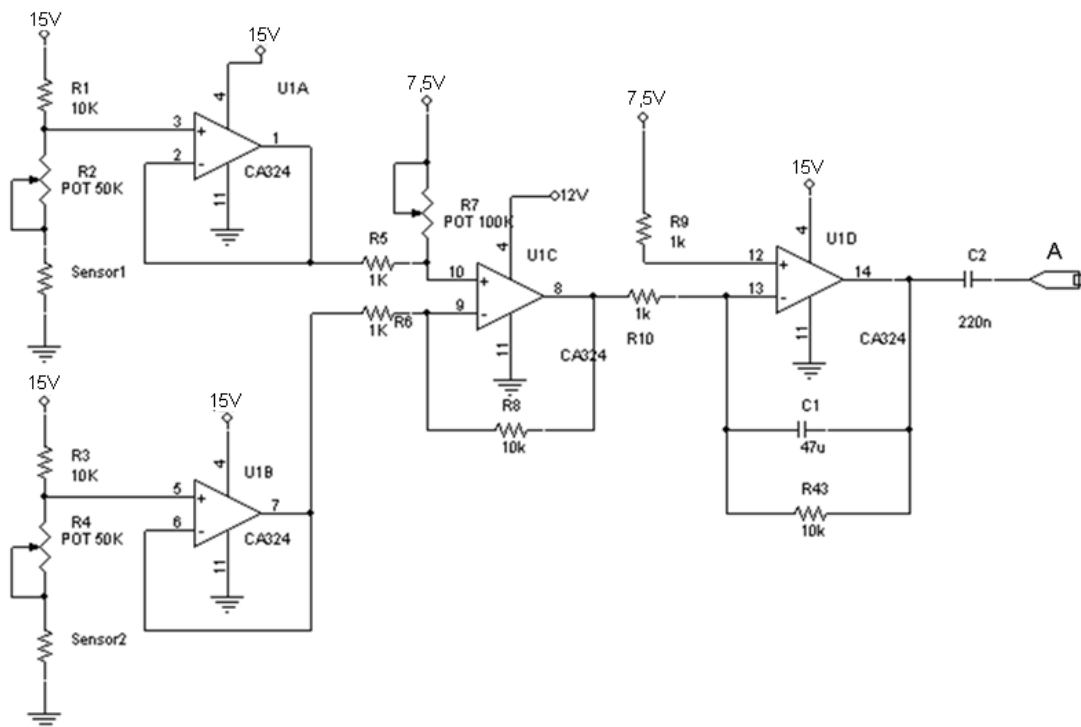 15V
R1
10K
R2
POT 50K
Sensor1
15V
4
U1A
3
+
2
-
1
CA324
11
7,5V
R7
POT 100K
12V
4
U1C
R5
1K
10
+
9
-
8
1K
R6
11
CA324
R8
10k
7,5V
R9
1k
15V
4
U1D
12
+
13
-
14
1k
R10
11
CA324
C1
47u
R43
10k
C2
220n
A
15V
R3
10K
R4
POT 50K
Sensor2
15V
4
U1B
5
+
6
-
7
CA324
11